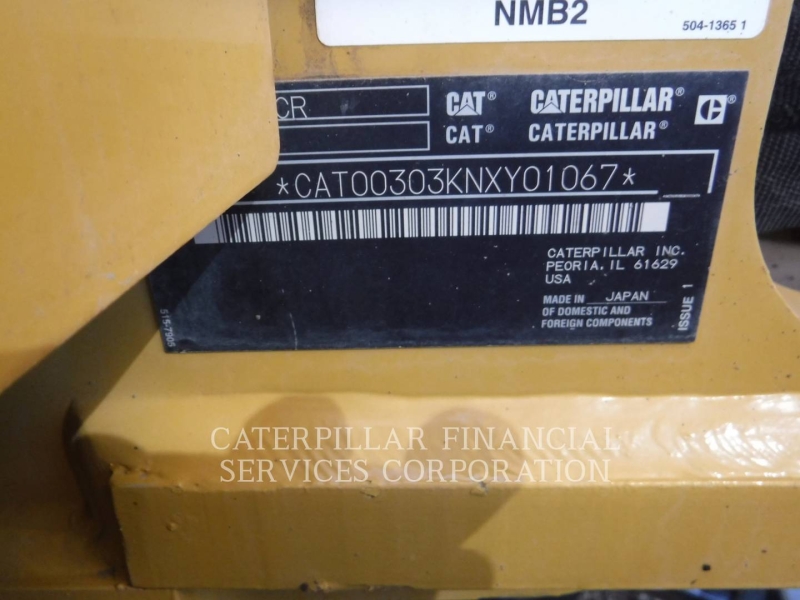 NMB2
504-1365 1
CR
CAT® CATERPILLAR® C®
CAT® CATERPILLAR®
*CAT00303KNXY01067*
CATERPILLAR INC.
PEORIA, IL 61629
USA
MADE IN JAPAN
OF DOMESTIC AND
FOREIGN COMPONENTS
ISSUE 1
CATERPILLAR FINANCIAL
SERVICES CORPORATION